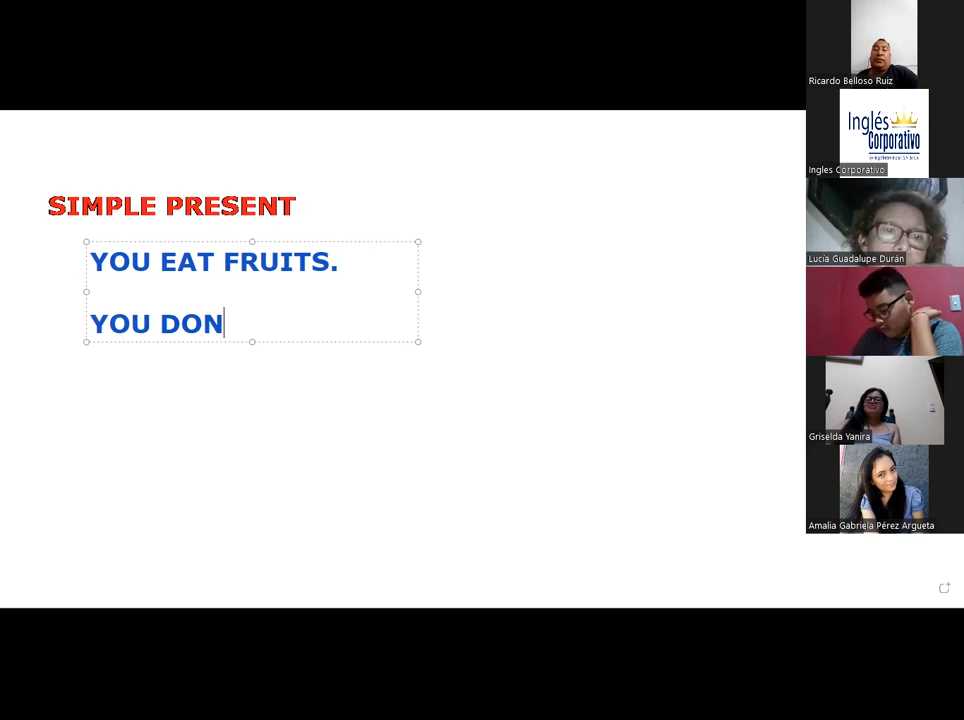 SIMPLE PRESENT
YOU EAT FRUITS.
YOU DON
Ricardo Belloso Ruiz
Inglés
Corporativo
Ingles Corporativo
Lucía Guadalupe Durán
Griselda Yanira
Amalia Gabriela Pérez Argueta